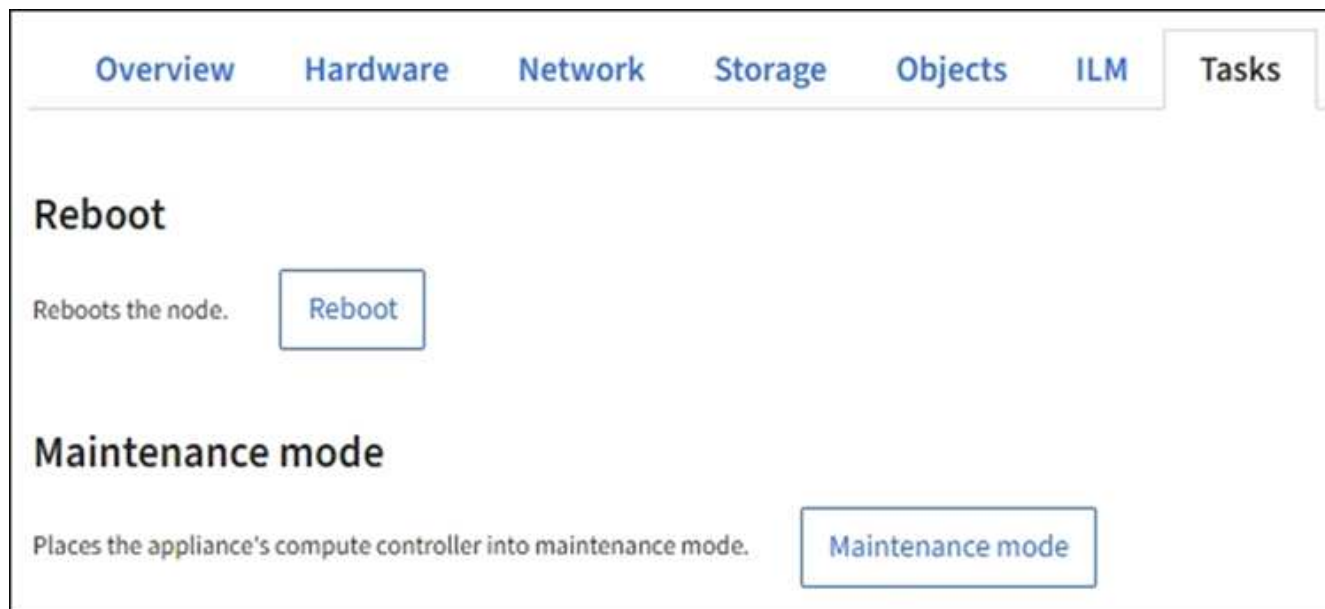 Overview Hardware Network Storage Objects ILM Tasks
Reboot
Reboots the node. Reboot
Maintenance mode
Places the appliance's compute controller into maintenance mode. Maintenance mode